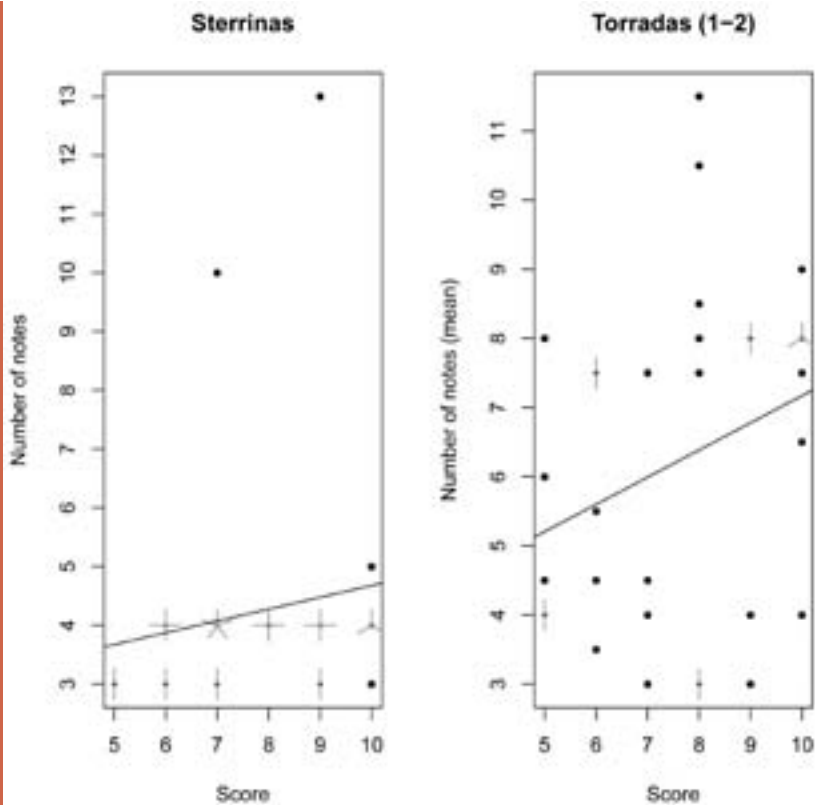 Sterrinas
Number of notes
13
12
11
10
9
8
7
6
5
4
3
5 6 7 8 9 10
Score
Torradas (1−2)
Number of notes (mean)
11
10
9
8
7
6
5
4
3
5 6 7 8 9 10
Score